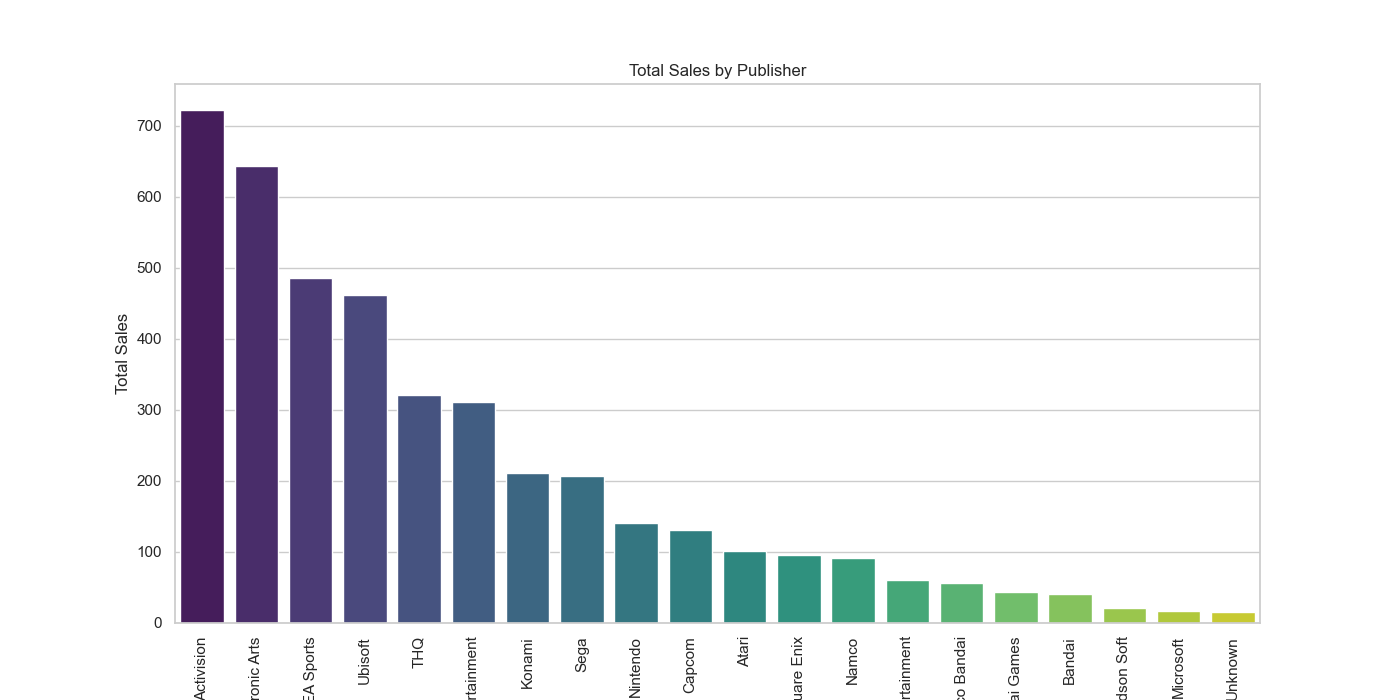 Total Sales by Publisher
Total Sales
700
600
500
400
300
200
100
0
Activision
ronic Arts
EA Sports
Ubisoft
THQ
rtainment
Konami
Sega
Nintendo
Capcom
Atari
uare Enix
Namco
rtainment
co Bandai
ai Games
Bandai
dson Soft
Microsoft
Unknown